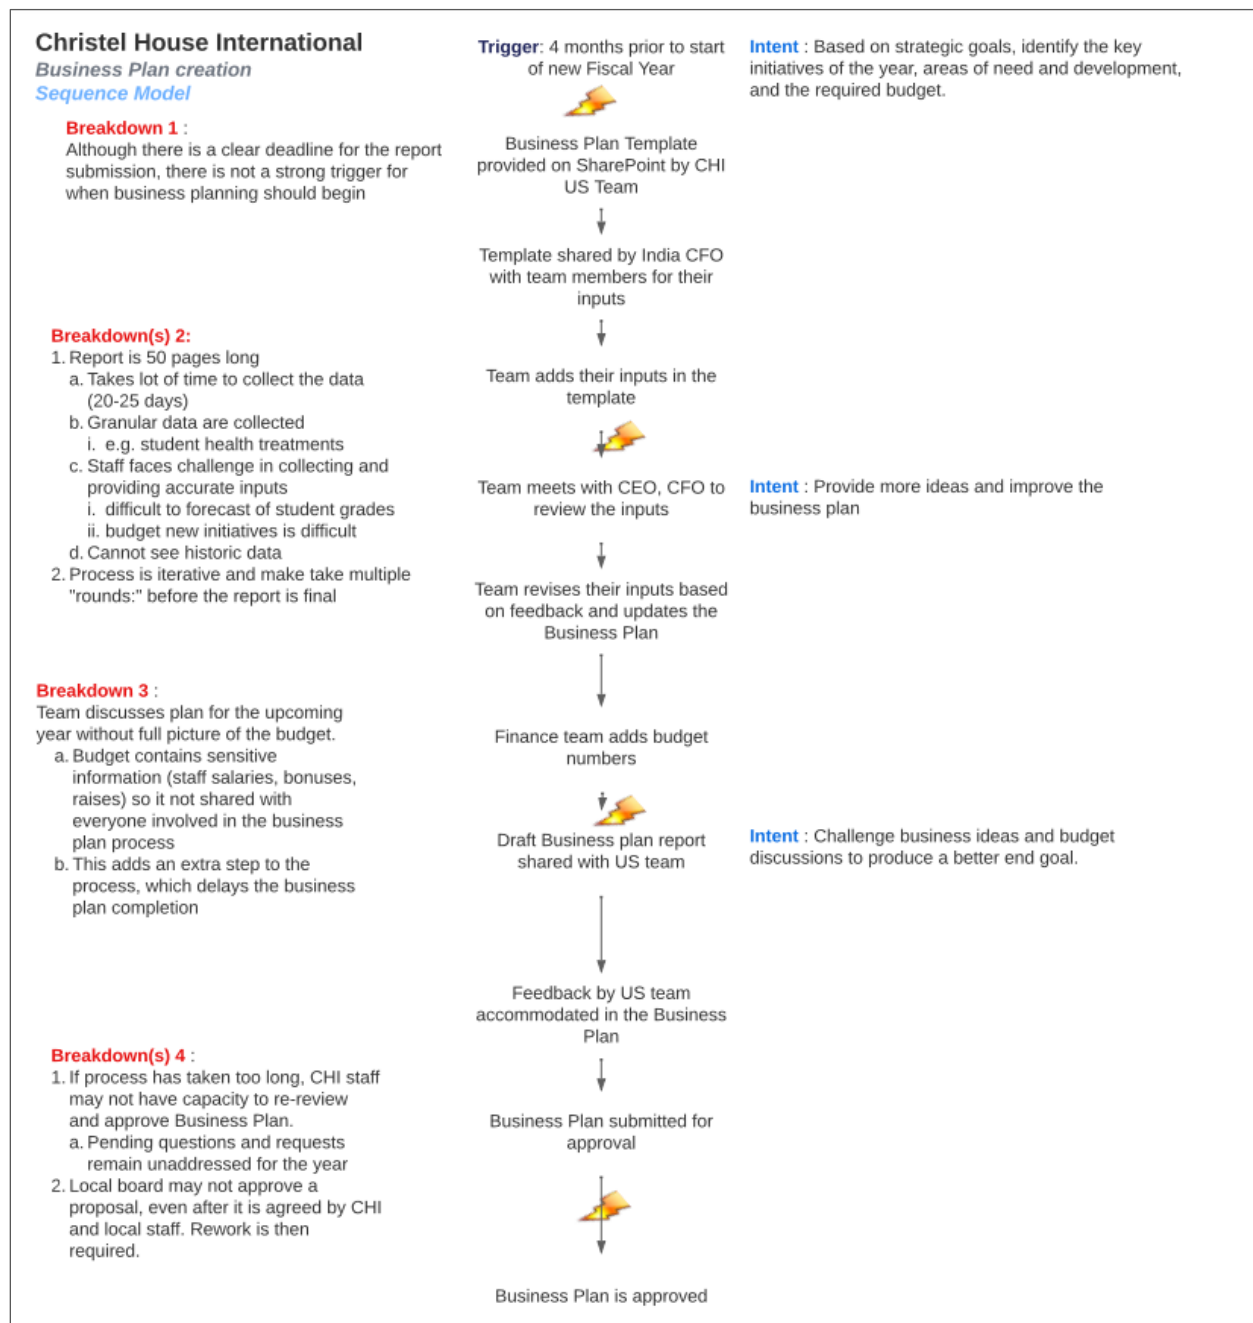 Christel House International
Business Plan creation
Sequence Model
Trigger: 4 months prior to start
of new Fiscal Year
Intent : Based on strategic goals, identify the key
initiatives of the year, areas of need and development,
and the required budget.
Breakdown 1 :
Although there is a clear deadline for the report
submission, there is not a strong trigger for
when business planning should begin
Business Plan Template
provided on SharePoint by CHI
US Team
Template shared by India CFO
with team members for their
inputs
Breakdown(s) 2:
1. Report is 50 pages long
a. Takes lot of time to collect the data
(20-25 days)
b. Granular data are collected
i. e.g. student health treatments
c. Staff faces challenge in collecting and
providing accurate inputs
i. difficult to forecast of student grades
ii. budget new initiatives is difficult
d. Cannot see historic data
2. Process is iterative and make take multiple
"rounds:" before the report is final
Team adds their inputs in the
template
Team meets with CEO, CFO to
review the inputs
Intent : Provide more ideas and improve the
business plan
Team revises their inputs based
on feedback and updates the
Business Plan
Breakdown 3 :
Team discusses plan for the upcoming
year without full picture of the budget.
a. Budget contains sensitive
information (staff salaries, bonuses,
raises) so it not shared with
everyone involved in the business
plan process
b. This adds an extra step to the
process, which delays the business
plan completion
Finance team adds budget
numbers
Draft Business plan report
shared with US team
Intent : Challenge business ideas and budget
discussions to produce a better end goal.
Feedback by US team
accommodated in the Business
Plan
Breakdown(s) 4 :
1. If process has taken too long, CHI staff
may not have capacity to re-review
and approve Business Plan.
a. Pending questions and requests
remain unaddressed for the year
2. Local board may not approve a
proposal, even after it is agreed by CHI
and local staff. Rework is then
required.
Business Plan submitted for
approval
Business Plan is approved